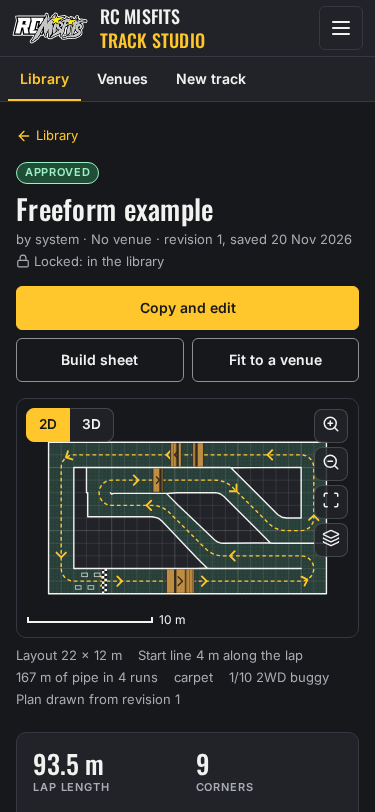 RC Misfits
RC MISFITS
TRACK STUDIO
Library
Venues
New track
Library
APPROVED
Freeform example
by system · No venue · revision 1, saved 20 Nov 2026
Locked: in the library
Copy and edit
Build sheet
Fit to a venue
2D
3D
10 m
Layout 22 × 12 m
Start line 4 m along the lap
167 m of pipe in 4 runs
carpet
1/10 2WD buggy
Plan drawn from revision 1
93.5 m
9
LAP LENGTH
CORNERS